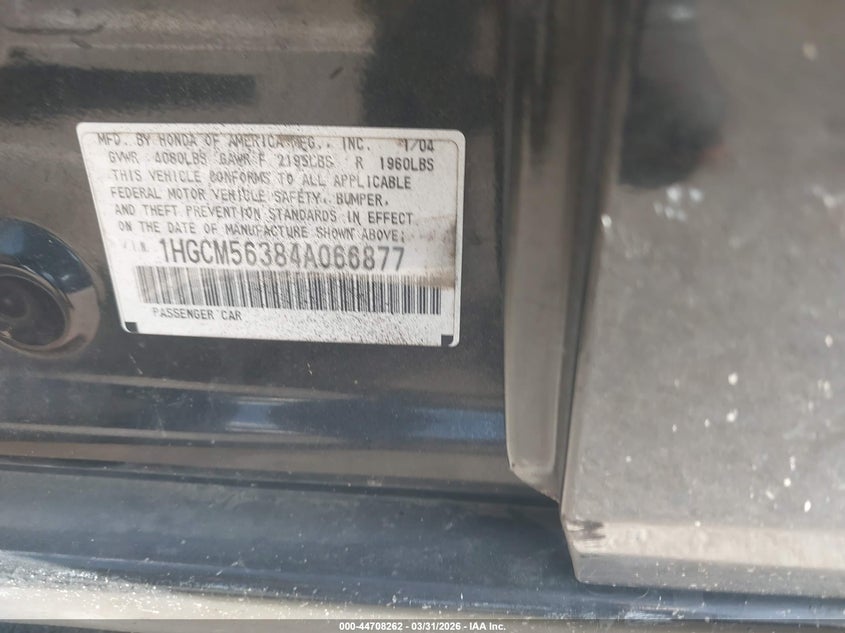 MFD. BY HONDA OF AMERICA MFG., INC. 1/04
GVWR 4080LBS GAWR F 2195LBS R 1960LBS
THIS VEHICLE CONFORMS TO ALL APPLICABLE
FEDERAL MOTOR VEHICLE SAFETY, BUMPER,
AND THEFT PREVENTION STANDARDS IN EFFECT
ON THE DATE OF MANUFACTURE SHOWN ABOVE.
V.I.N. 1HGCM56384A066877
PASSENGER CAR
000-44708262 - 03/31/2026 - IAA Inc.